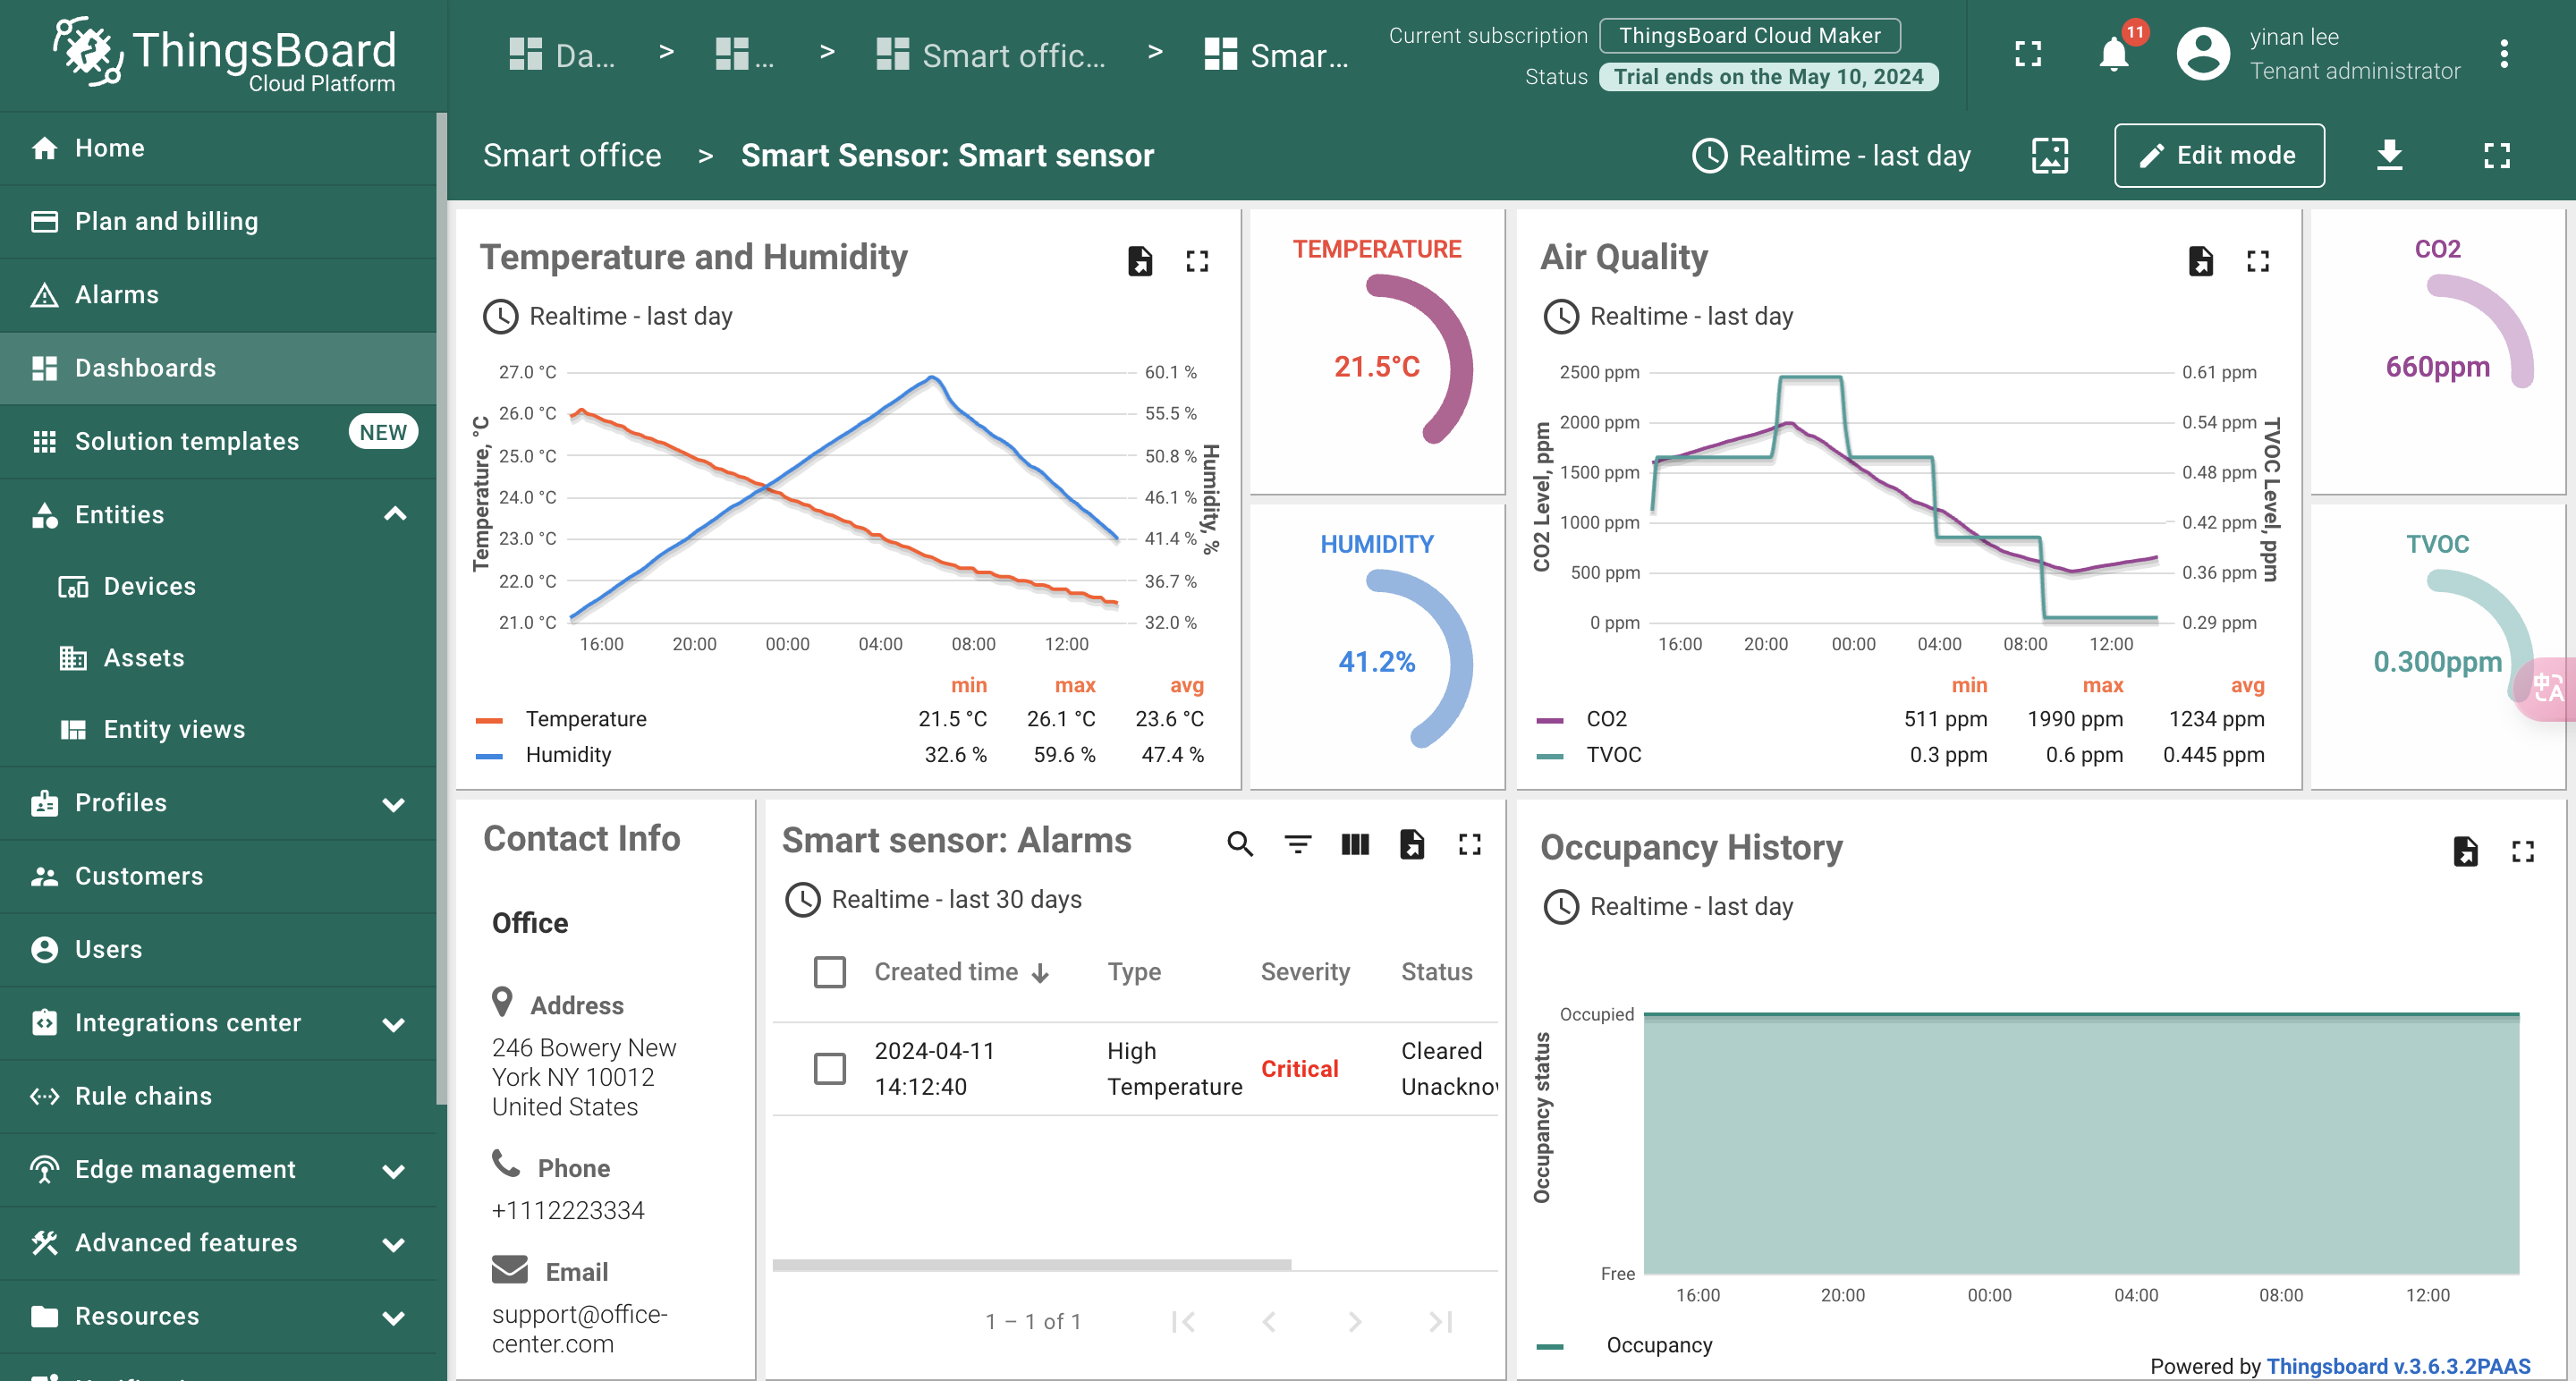 ThingsBoard
Cloud Platform
Da...
>
...
>
Smart offic...
>
Smar...
Current subscription
ThingsBoard Cloud Maker
Status
Trial ends on the May 10, 2024
11
yinan lee
Tenant administrator
Home
Plan and billing
Alarms
Dashboards
Solution templates
NEW
Entities
Devices
Assets
Entity views
Profiles
Customers
Users
Integrations center
Rule chains
Edge management
Advanced features
Resources
Smart office > Smart Sensor: Smart sensor
Realtime - last day
Edit mode
Temperature and Humidity
Realtime - last day
Temperature, °C
27.0 °C
26.0 °C
25.0 °C
24.0 °C
23.0 °C
22.0 °C
21.0 °C
60.1 %
55.5 %
50.8 %
46.1 %
41.4 %
36.7 %
32.0 %
Humidity, %
16:00 20:00 00:00 04:00 08:00 12:00
min max avg
Temperature 21.5 °C 26.1 °C 23.6 °C
Humidity 32.6 % 59.6 % 47.4 %
TEMPERATURE
21.5°C
HUMIDITY
41.2%
Air Quality
Realtime - last day
CO2 Level, ppm
2500 ppm
2000 ppm
1500 ppm
1000 ppm
500 ppm
0 ppm
0.61 ppm
0.54 ppm
0.48 ppm
0.42 ppm
0.36 ppm
0.29 ppm
TVOC Level, ppm
16:00 20:00 00:00 04:00 08:00 12:00
min max avg
CO2 511 ppm 1990 ppm 1234 ppm
TVOC 0.3 ppm 0.6 ppm 0.445 ppm
CO2
660ppm
TVOC
0.300ppm
中A
Contact Info
Office
Address
246 Bowery New
York NY 10012
United States
Phone
+1112223334
Email
support@office-
center.com
Smart sensor: Alarms
Realtime - last 30 days
Created time Type Severity Status
2024-04-11 High Critical Cleared
14:12:40 Temperature
1 – 1 of 1
Occupancy History
Realtime - last day
Occupancy status
Occupied
Free
16:00 20:00 00:00 04:00 08:00 12:00
Occupancy
Powered by Thingsboard v.3.6.3.2PAAS